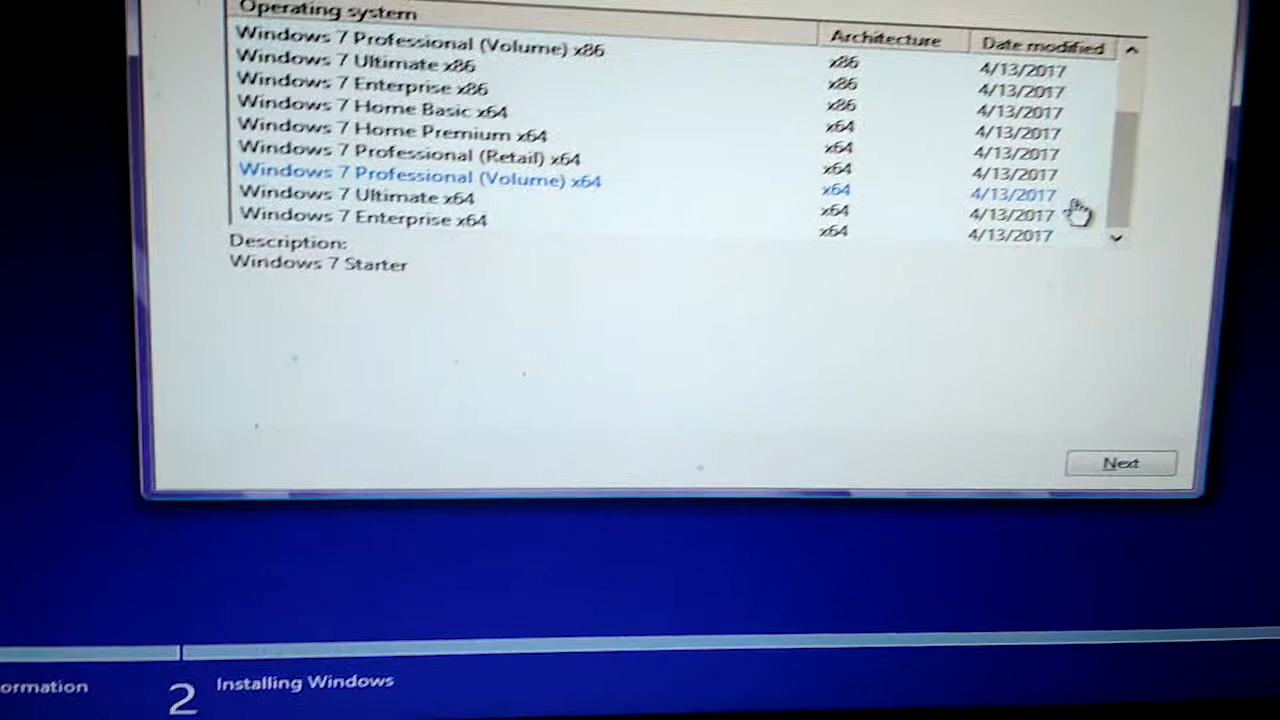 Operating system Architecture Date modified
Windows 7 Professional (Volume) x86 x86 4/13/2017
Windows 7 Ultimate x86 x86 4/13/2017
Windows 7 Enterprise x86 x86 4/13/2017
Windows 7 Home Basic x64 x64 4/13/2017
Windows 7 Home Premium x64 x64 4/13/2017
Windows 7 Professional (Retail) x64 x64 4/13/2017
Windows 7 Professional (Volume) x64 x64 4/13/2017
Windows 7 Ultimate x64 x64 4/13/2017
Windows 7 Enterprise x64 x64 4/13/2017
Description:
Windows 7 Starter
Next
ormation 2 Installing Windows